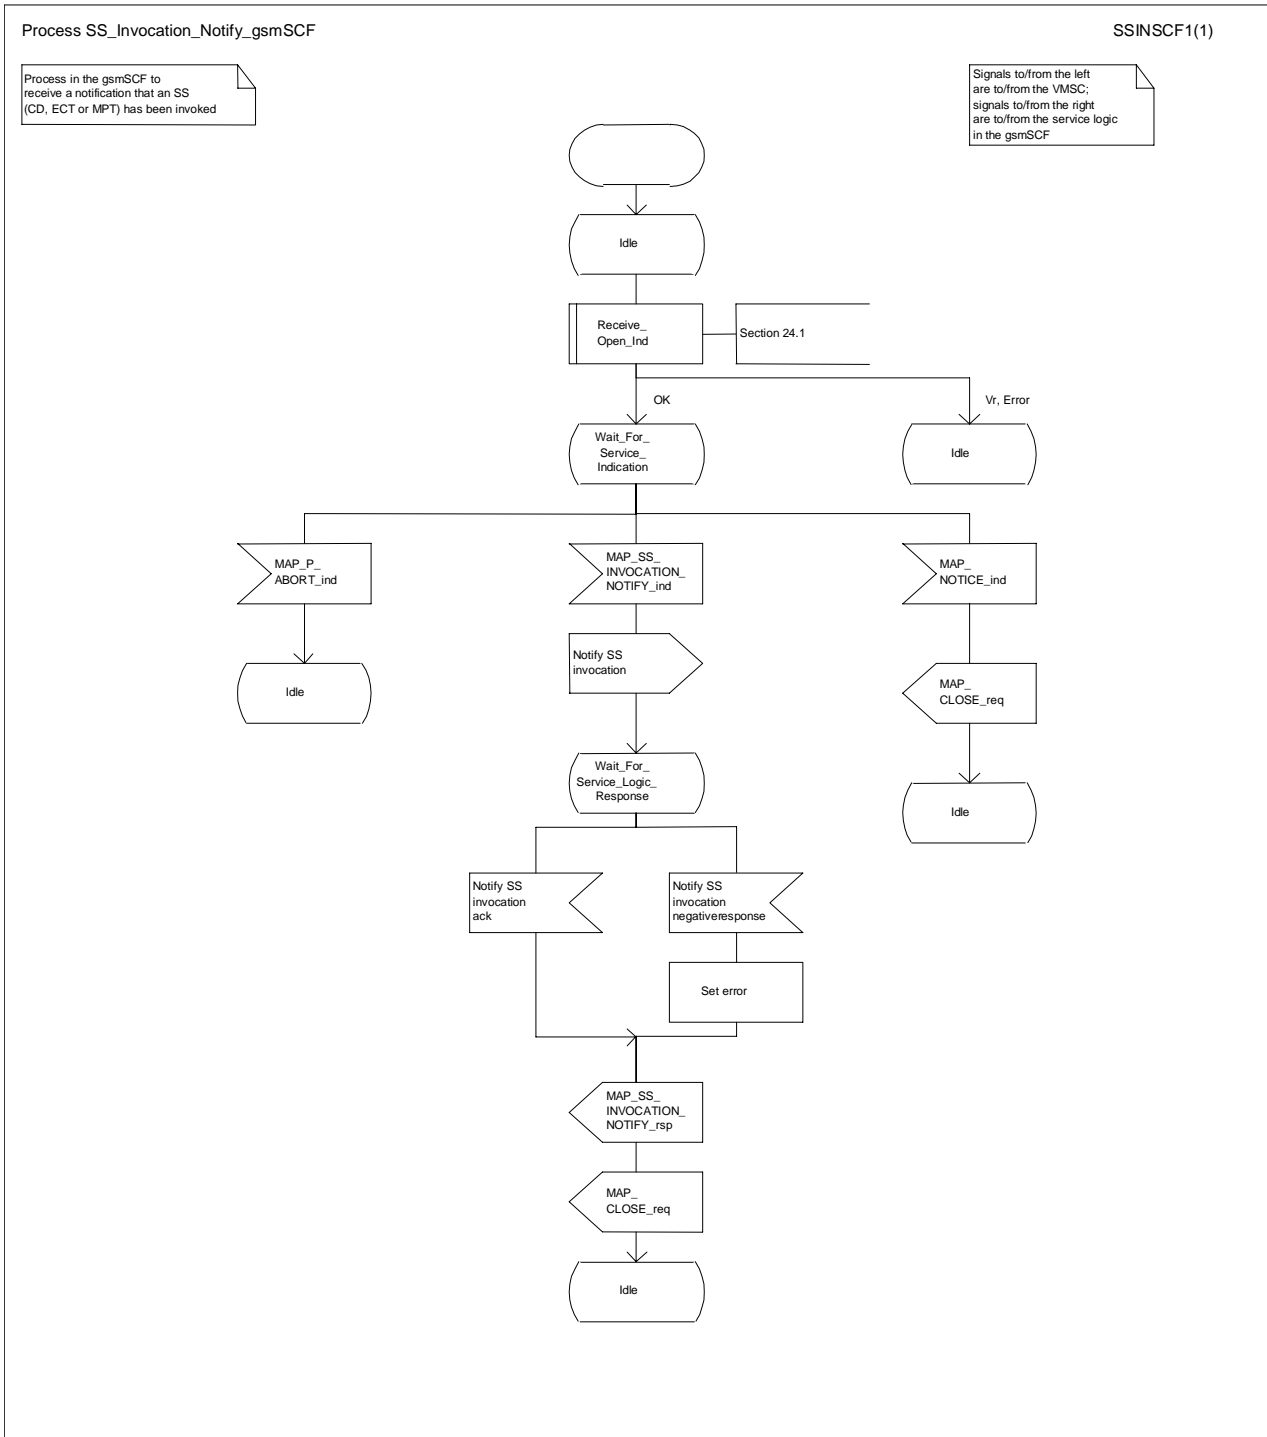 Process SS_Invocation_Notify_gsmSCF
SSINSCF1(1)
Process in the gsmSCF to
receive a notification that an SS
(CD, ECT or MPT) has been invoked
Signals to/from the left
are to/from the VMSC;
signals to/from the right
are to/from the service logic
in the gsmSCF
Idle
Receive_
Open_Ind
Section 24.1
OK
Vr, Error
Wait_For_
Service_
Indication
Idle
MAP_P_
ABORT_ind
MAP_SS_
INVOCATION_
NOTIFY_ind
MAP_
NOTICE_ind
Notify SS
invocation
Idle
MAP_
CLOSE_req
Wait_For_
Service_Logic_
Response
Idle
Notify SS
invocation
ack
Notify SS
invocation
negativeresponse
Set error
MAP_SS_
INVOCATION_
NOTIFY_rsp
MAP_
CLOSE_req
Idle